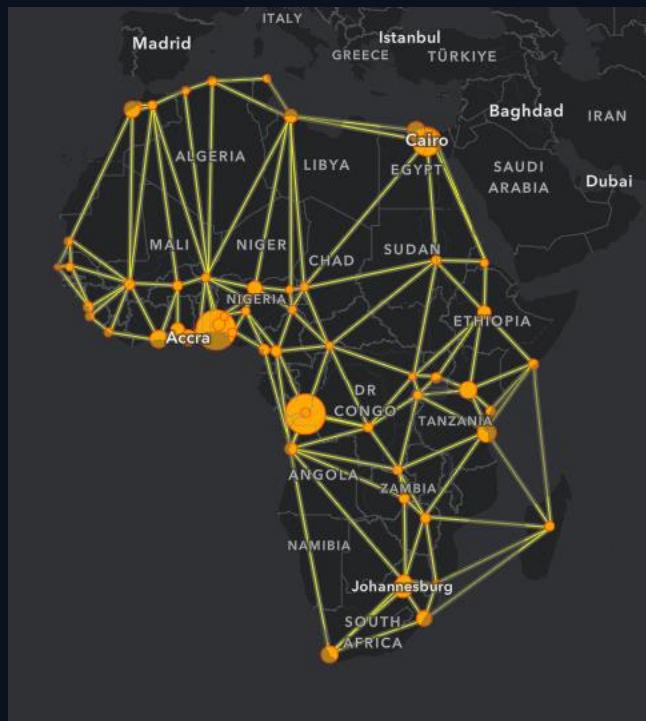 ITALY
Madrid
Istanbul
GREECE
TÜRKIYE
Baghdad
IRAN
Cairo
ALGERIA
LIBYA
EGYPT
SAUDI
ARABIA
Dubai
MALI
NIGER
CHAD
SUDAN
NIGERIA
ETHIOPIA
Accra
DR
CONGO
TANZANIA
ANGOLA
ZAMBIA
NAMIBIA
Johannesburg
SOUTH
AFRICA